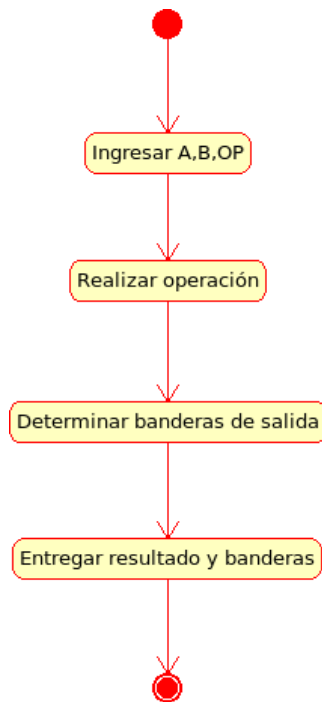 Ingresar A,B,OP
Realizar operación
Determinar banderas de salida
Entregar resultado y banderas